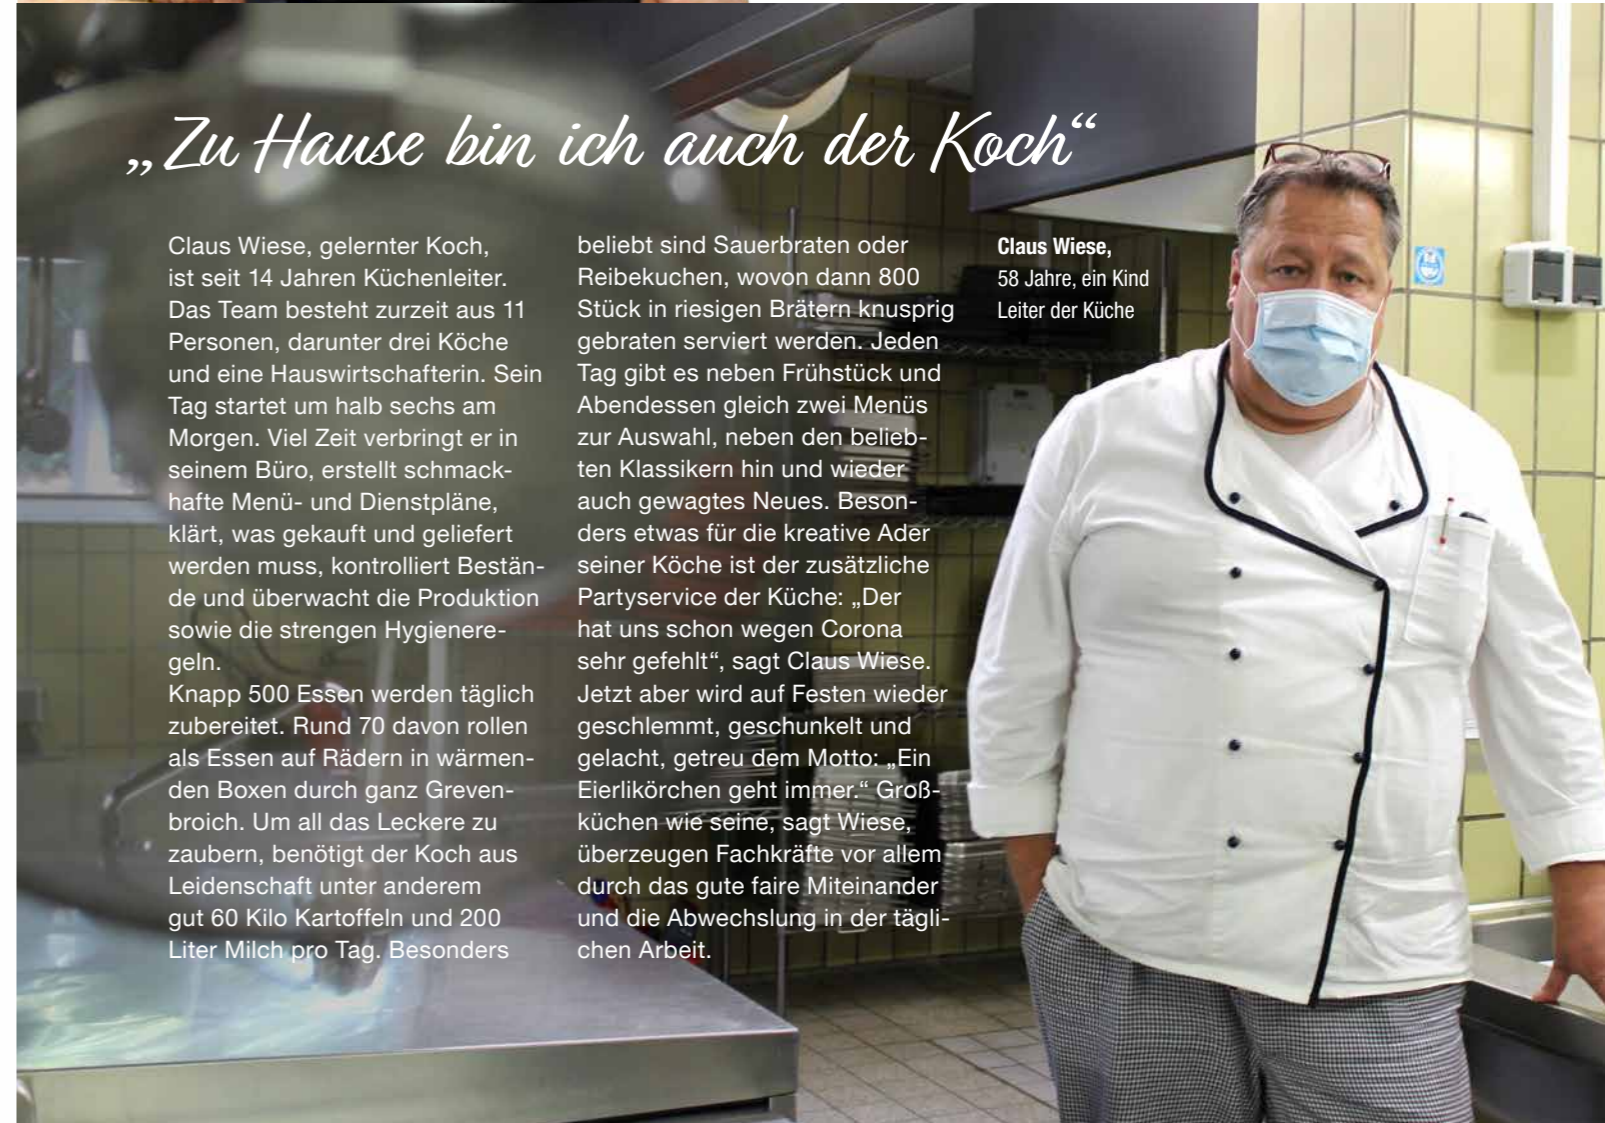 „Zu Hause bin ich auch der Koch“
Claus Wiese, gelernter Koch,
ist seit 14 Jahren Küchenleiter.
Das Team besteht zurzeit aus 11
Personen, darunter drei Köche
und eine Hauswirtschafterin. Sein
Tag startet um halb sechs am
Morgen. Viel Zeit verbringt er in
seinem Büro, erstellt schmack-
hafte Menü- und Dienstpläne,
klärt, was gekauft und geliefert
werden muss, kontrolliert Bestän-
de und überwacht die Produktion
sowie die strengen Hygienere-
geln.
Knapp 500 Essen werden täglich
zubereitet. Rund 70 davon rollen
als Essen auf Rädern in wärmen-
den Boxen durch ganz Greven-
broich. Um all das Leckere zu
zaubern, benötigt der Koch aus
Leidenschaft unter anderem
gut 60 Kilo Kartoffeln und 200
Liter Milch pro Tag. Besonders
beliebt sind Sauerbraten oder
Reibekuchen, wovon dann 800
Stück in riesigen Brätern knusprig
gebraten serviert werden. Jeden
Tag gibt es neben Frühstück und
Abendessen gleich zwei Menüs
zur Auswahl, neben den belieb-
ten Klassikern hin und wieder
auch gewagtes Neues. Beson-
ders etwas für die kreative Ader
seiner Köche ist der zusätzliche
Partyservice der Küche: „Der
hat uns schon wegen Corona
sehr gefehlt“, sagt Claus Wiese.
Jetzt aber wird auf Festen wieder
geschlemmt, geschunkelt und
gelacht, getreu dem Motto: „Ein
Eierlikörchen geht immer.“ Groß-
küchen wie seine, sagt Wiese,
überzeugen Fachkräfte vor allem
durch das gute faire Miteinander
und die Abwechslung in der tägli-
chen Arbeit.
Claus Wiese,
58 Jahre, ein Kind
Leiter der Küche